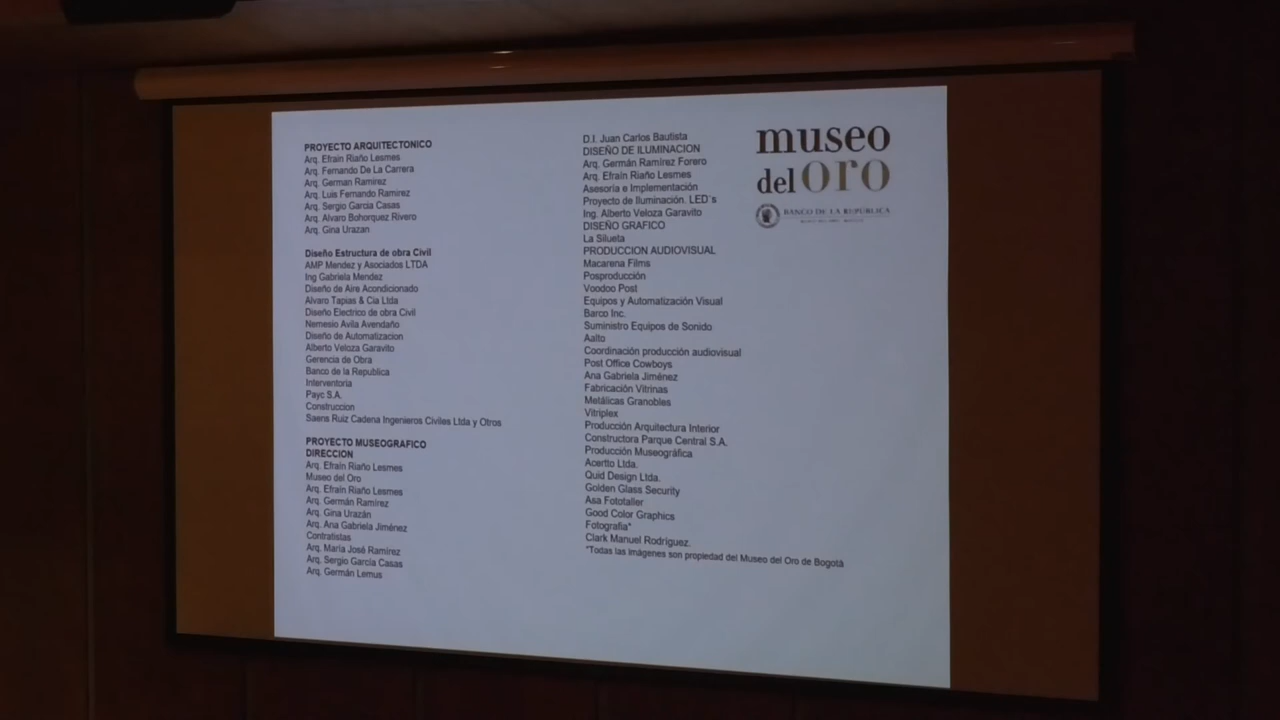 PROYECTO ARQUITECTONICO
Arq. Efrain Riaño Lesmes
Arq. Fernando De La Carrera
Arq. German Ramirez
Arq. Luis Fernando Ramirez
Arq. Sergio Garcia Casas
Arq. Alvaro Bohorquez Rivero
Arq. Gina Urazan
Diseño Estructura de obra Civil
AMP Mendez y Asociados LTDA
Ing Gabriela Mendez
Diseño de Aire Acondicionado
Alvaro Tapias & Cia Ltda
Diseño Electrico de obra Civil
Nemesio Avila Avendaño
Diseño de Automatizacion
Alberto Veloza Garavito
Gerencia de Obra
Banco de la Republica
Interventoria
Payc S.A.
Construccion
Saens Ruiz Cadena Ingenieros Civiles Ltda y Otros
PROYECTO MUSEOGRAFICO
DIRECCION
Arq. Efraín Riaño Lesmes
Museo del Oro
Arq. Efraín Riaño Lesmes
Arq. Germán Ramírez
Arq. Gina Urazán
Arq. Ana Gabriela Jiménez
Contratistas
Arq. María José Ramírez
Arq. Sergio García Casas
Arq. Germán Lemus
D.I. Juan Carlos Bautista
DISEÑO DE ILUMINACION
Arq. Germán Ramírez Forero
Arq. Efraín Riaño Lesmes
Asesoría e Implementación
Proyecto de Iluminación. LED´s
Ing. Alberto Veloza Garavito
DISEÑO GRAFICO
La Silueta
PRODUCCION AUDIOVISUAL
Macarena Films
Posproducción
Voodoo Post
Equipos y Automatización Visual
Barco Inc.
Suministro Equipos de Sonido
Aalto
Coordinación producción audiovisual
Post Office Cowboys
Ana Gabriela Jiménez
Fabricación Vitrinas
Metálicas Granobles
Vitriplex
Producción Arquitectura Interior
Constructora Parque Central S.A.
Producción Museográfica
Acertto Ltda.
Quid Design Ltda.
Golden Glass Security
Asa Fototaller
Good Color Graphics
Fotografía*
Clark Manuel Rodríguez.
*Todas las imágenes son propiedad del Museo del Oro de Bogotá
museo
del oro
BANCO DE LA REPUBLICA